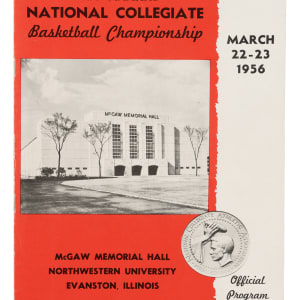 NATIONAL COLLEGIATE
Basketball Championship
MARCH
22-23
1956
McGAW MEMORIAL HALL
McGAW MEMORIAL HALL
NORTHWESTERN UNIVERSITY
EVANSTON, ILLINOIS
Official
Program